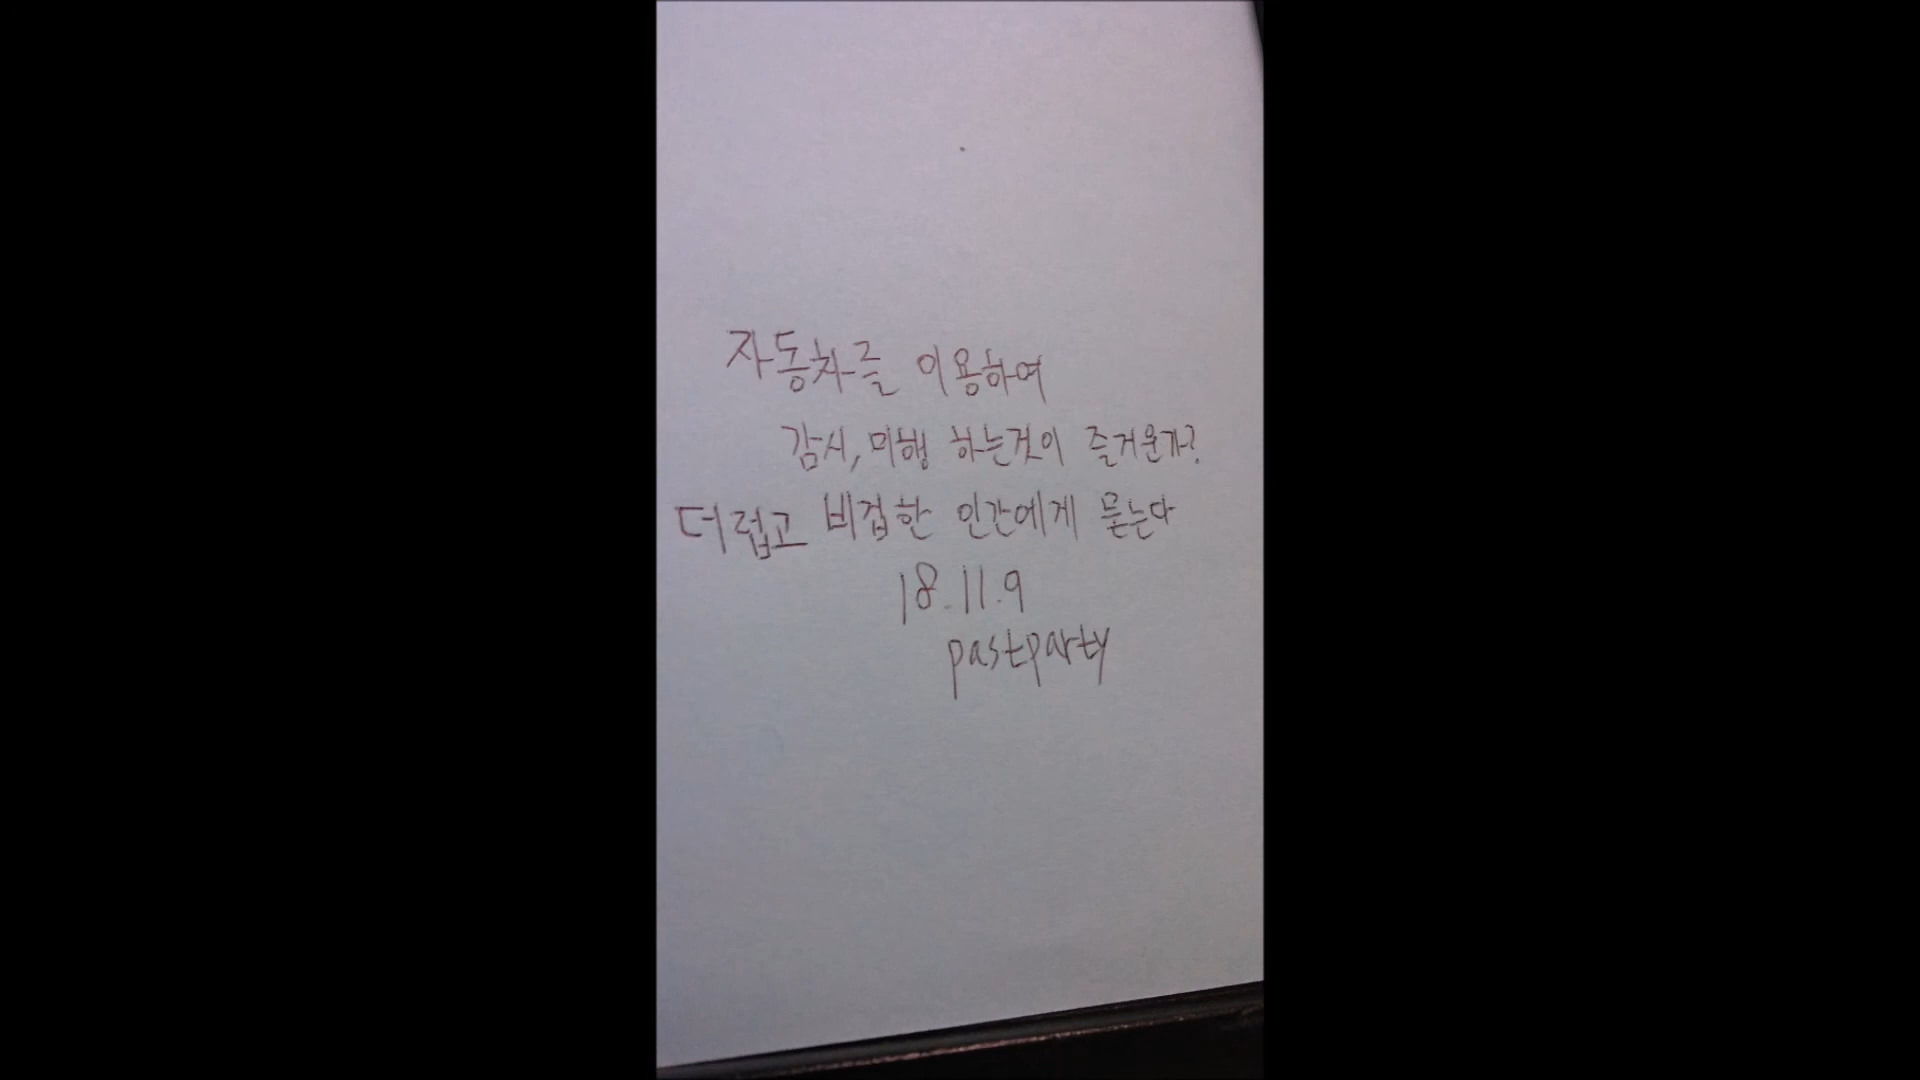 자동차를 이용하여
감시, 미행 하는것이 즐거운가?
더럽고 비겁한 인간에게 묻는다
18.11.9
pastparty